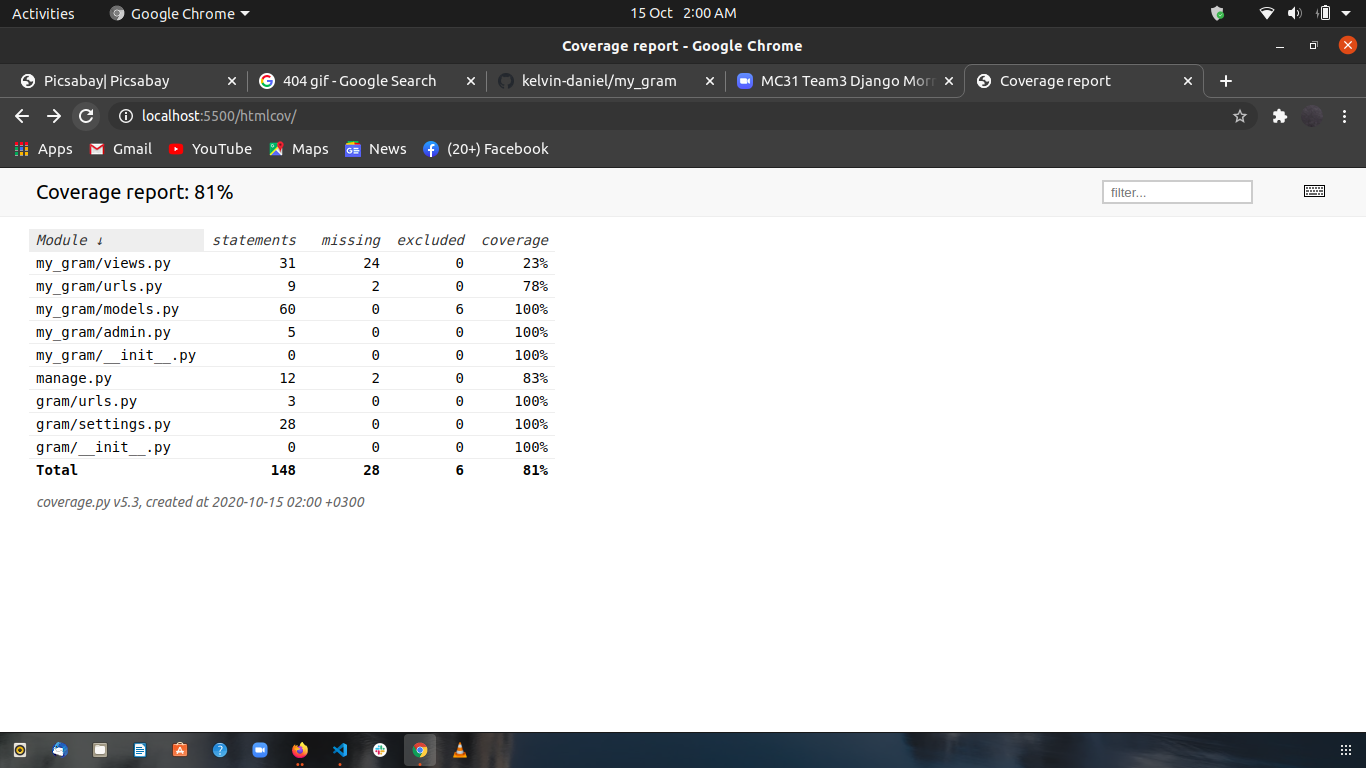 Activities Google Chrome 15 Oct 2:00 AM
Coverage report - Google Chrome
Picsabay| Picsabay 404 gif - Google Search kelvin-daniel/my_gram MC31 Team3 Django Morn Coverage report
localhost:5500/htmlcov/
Apps Gmail YouTube Maps News (20+) Facebook
Coverage report: 81% filter...
Module ↓ statements missing excluded coverage
my_gram/views.py 31 24 0 23%
my_gram/urls.py 9 2 0 78%
my_gram/models.py 60 0 6 100%
my_gram/admin.py 5 0 0 100%
my_gram/__init__.py 0 0 0 100%
manage.py 12 2 0 83%
gram/urls.py 3 0 0 100%
gram/settings.py 28 0 0 100%
gram/__init__.py 0 0 0 100%
Total 148 28 6 81%
coverage.py v5.3, created at 2020-10-15 02:00 +0300